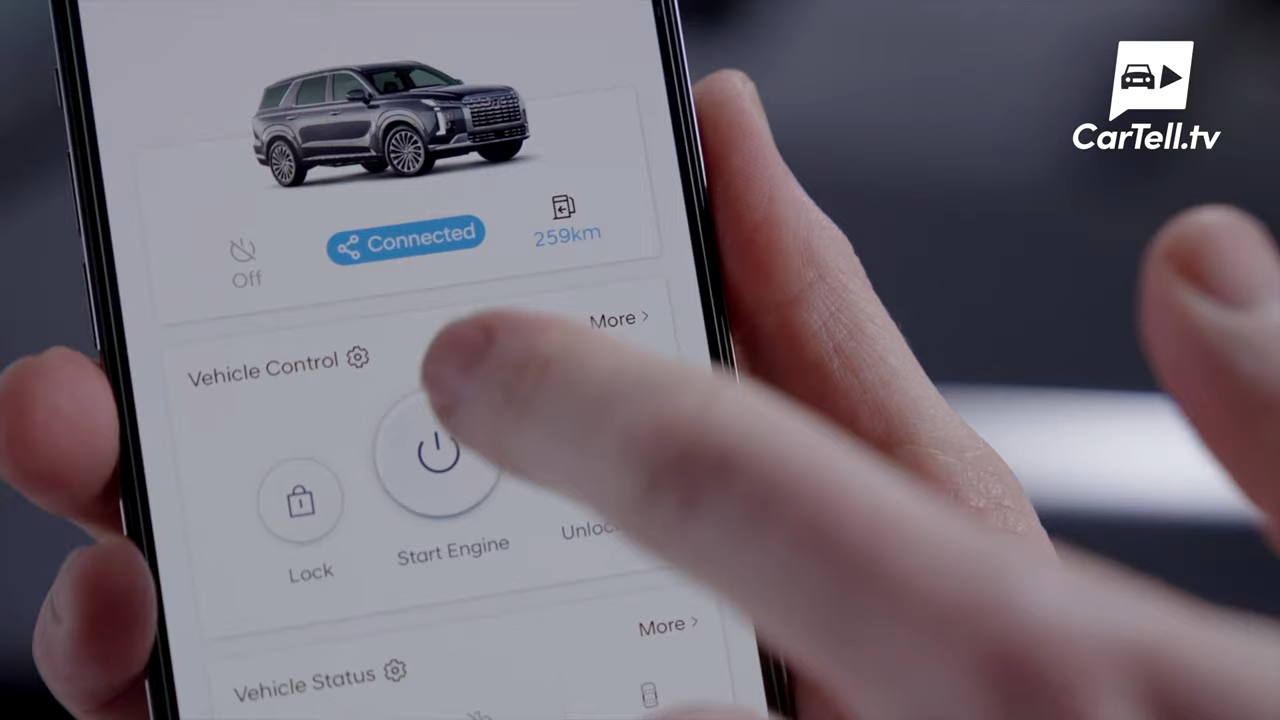 CarTell.tv
Connected
259km
Off
More >
Vehicle Control
Start Engine
Lock
More >
Vehicle Status